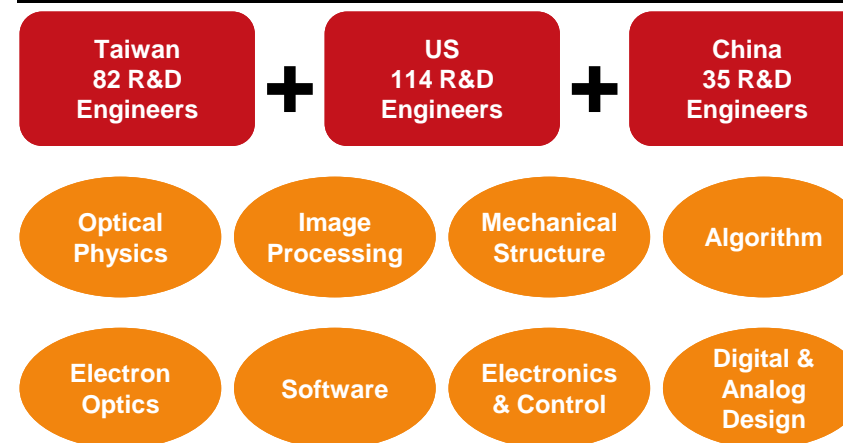 Taiwan
82 R&D
Engineers
+
US
114 R&D
Engineers
+
China
35 R&D
Engineers
Optical
Physics
Image
Processing
Mechanical
Structure
Algorithm
Electron
Optics
Software
Electronics
& Control
Digital &
Analog
Design